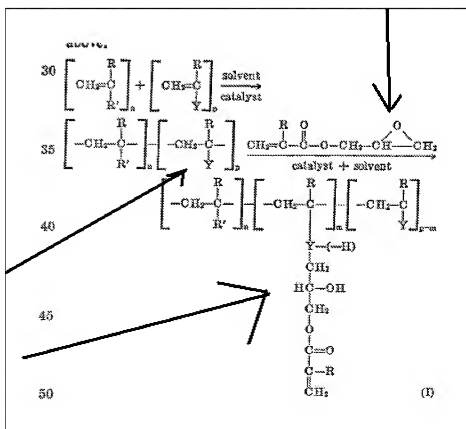 above.
30 [CH₂=C(R)(R')]ₙ + [CH₂=C(R)(Y)]ₚ solvent catalyst
35 [—CH₂—C(R)(R')—]ₙ—[—CH₂—C(R)(Y)—]ₚ CH₂=C(R)—C(=O)—O—CH₂—CH—CH₂ O catalyst + solvent
40 [—CH₂—C(R)(R')—]ₙ—[—CH₂—C(R)—]ₘ—[—CH₂—C(R)(Y)—]ₚ₋ₘ
Y—(—H)
CH₂
HC—OH
45 CH₂
O
C=O
C—R
50 CH₂ (I)